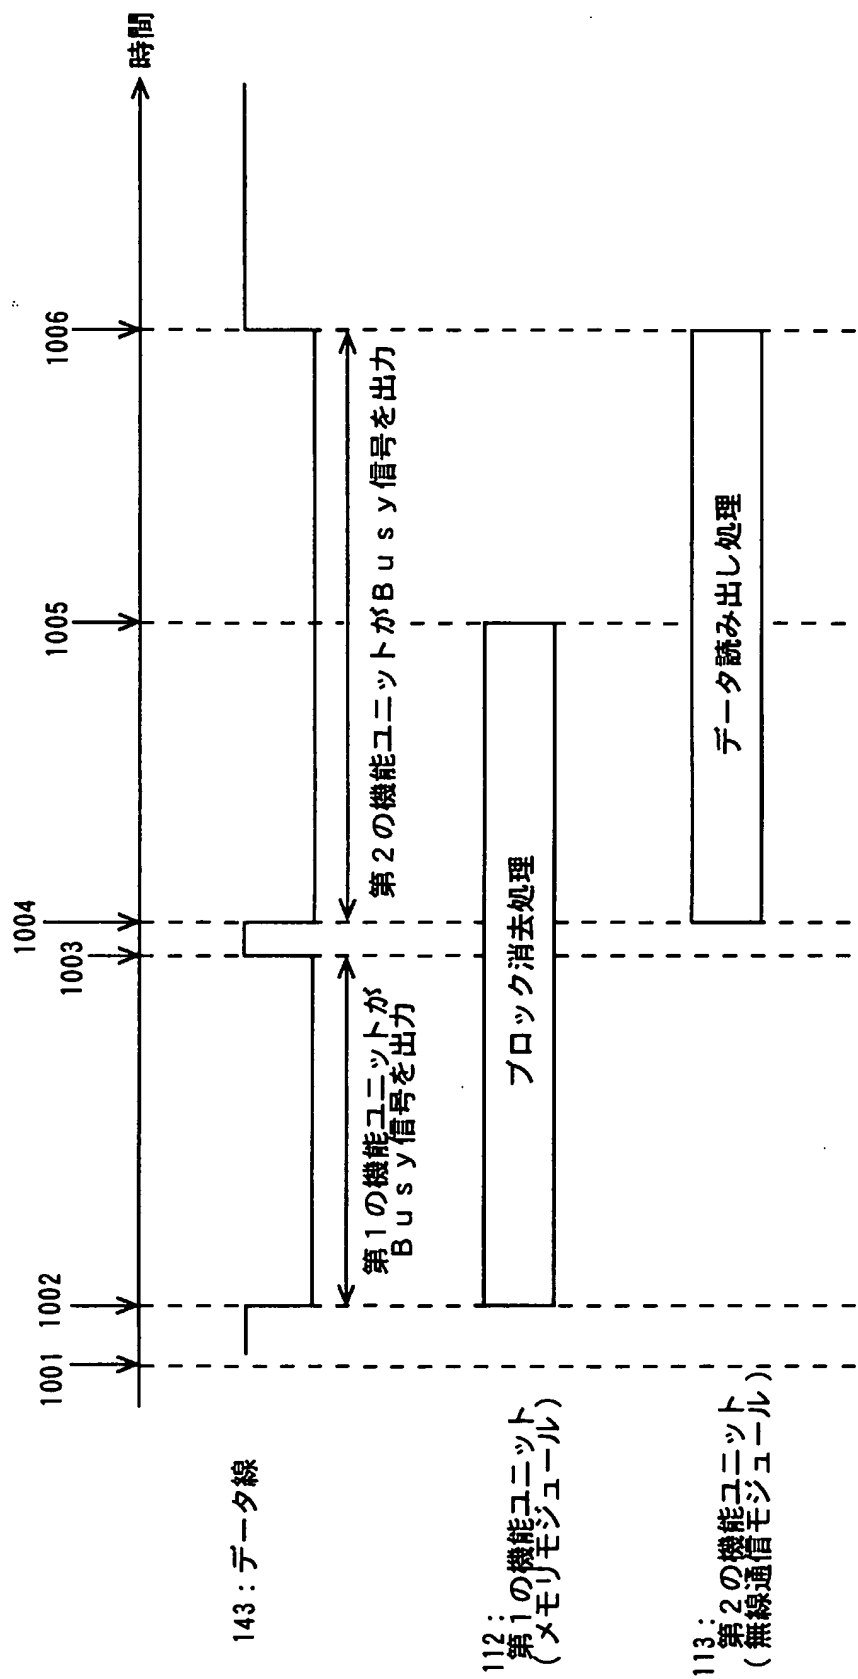 1001
1002
1003
1004
1005
1006
時間
143：データ線
第１の機能ユニットが
Ｂｕｓｙ信号を出力
第２の機能ユニットがＢｕｓｙ信号を出力
112：
第１の機能ユニット
（メモリモジュール）
ブロック消去処理
113：
第２の機能ユニット
（無線通信モジュール）
データ読み出し処理